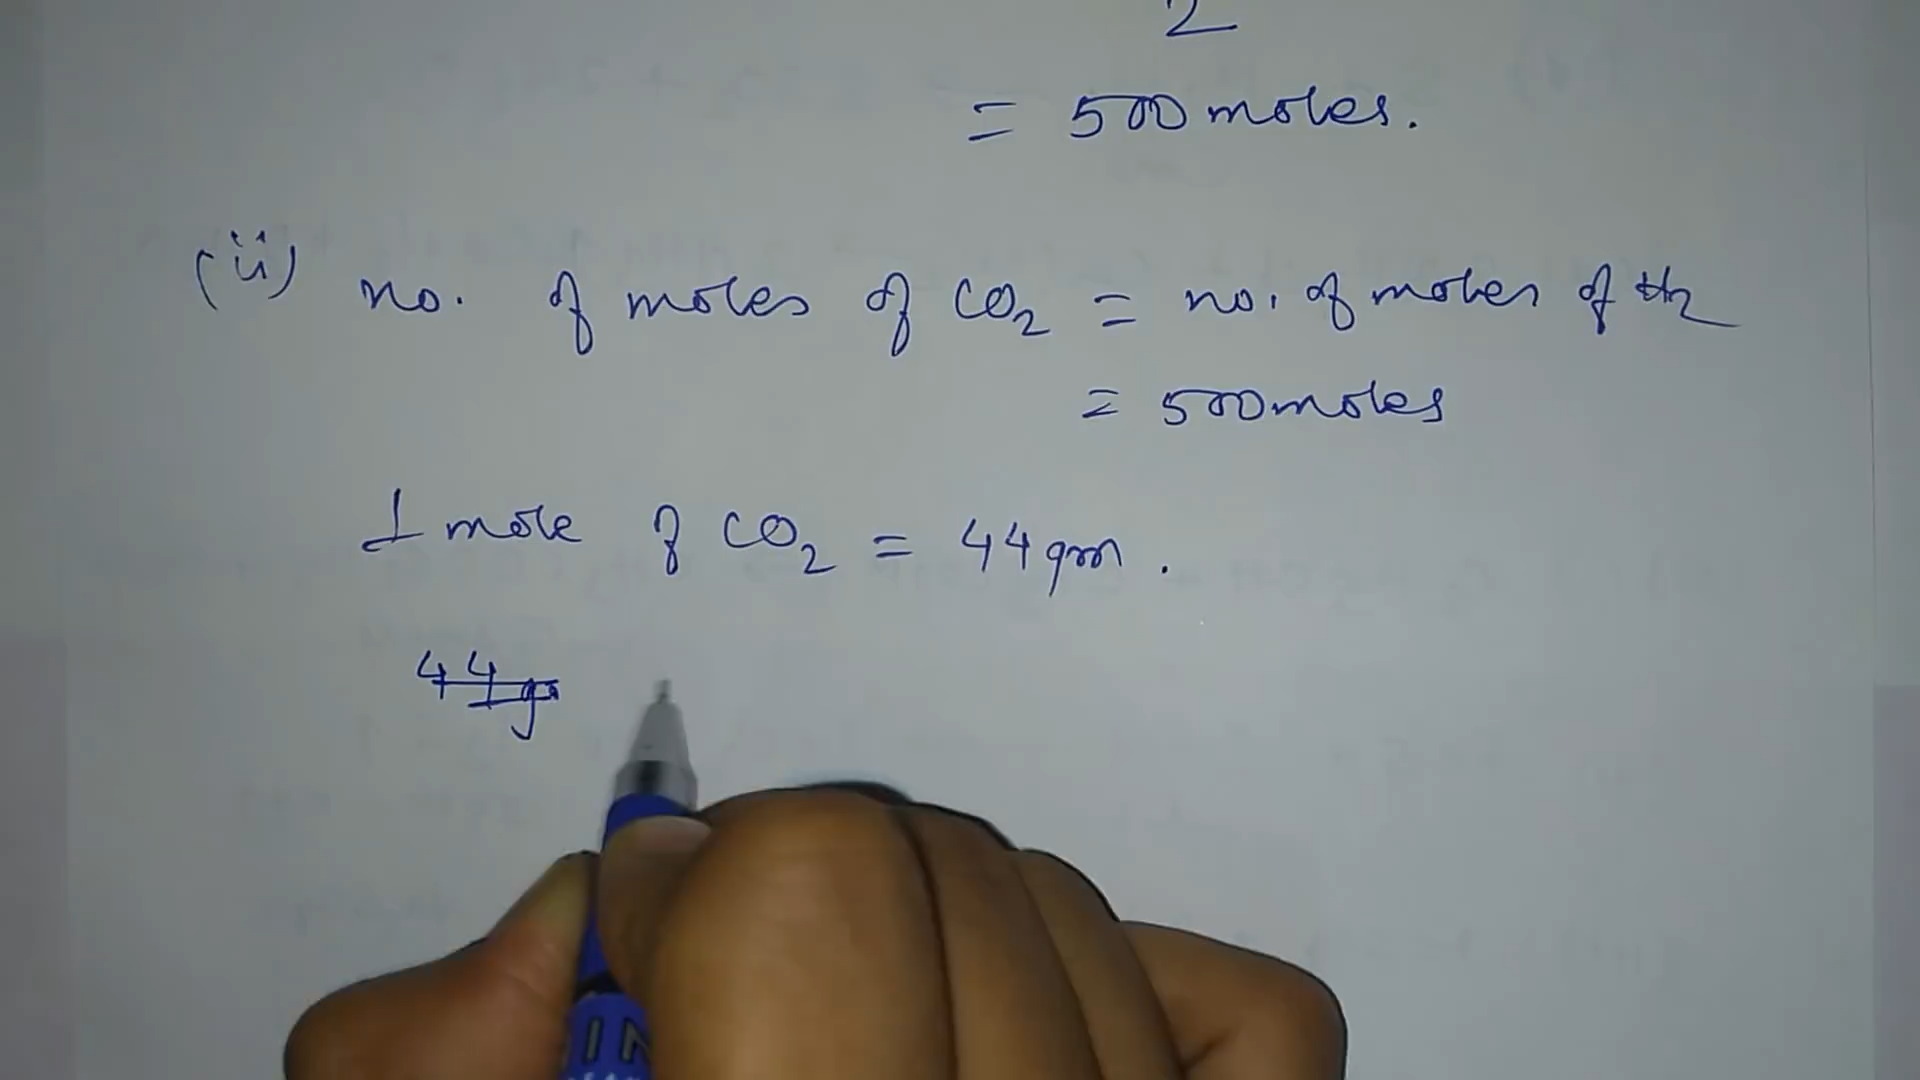 2
= 500 moles.
(ii) no. of moles of CO2 = no. of moles of H2
= 500 moles
1 mole of CO2 = 44 gm.
44g
IN